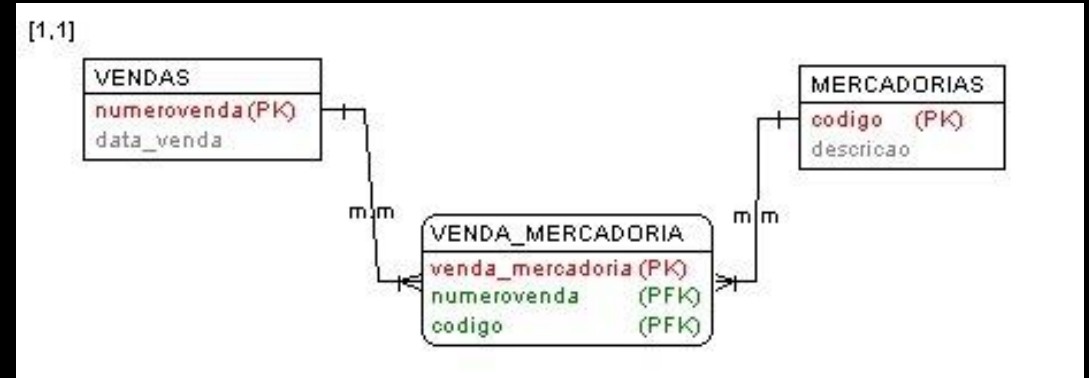 [1,1]
VENDAS
numerovenda (PK)
data_venda
MERCADORIAS
codigo (PK)
descricao
m m
m m
VENDA_MERCADORIA
venda_mercadoria (PK)
numerovenda (PFK)
codigo (PFK)